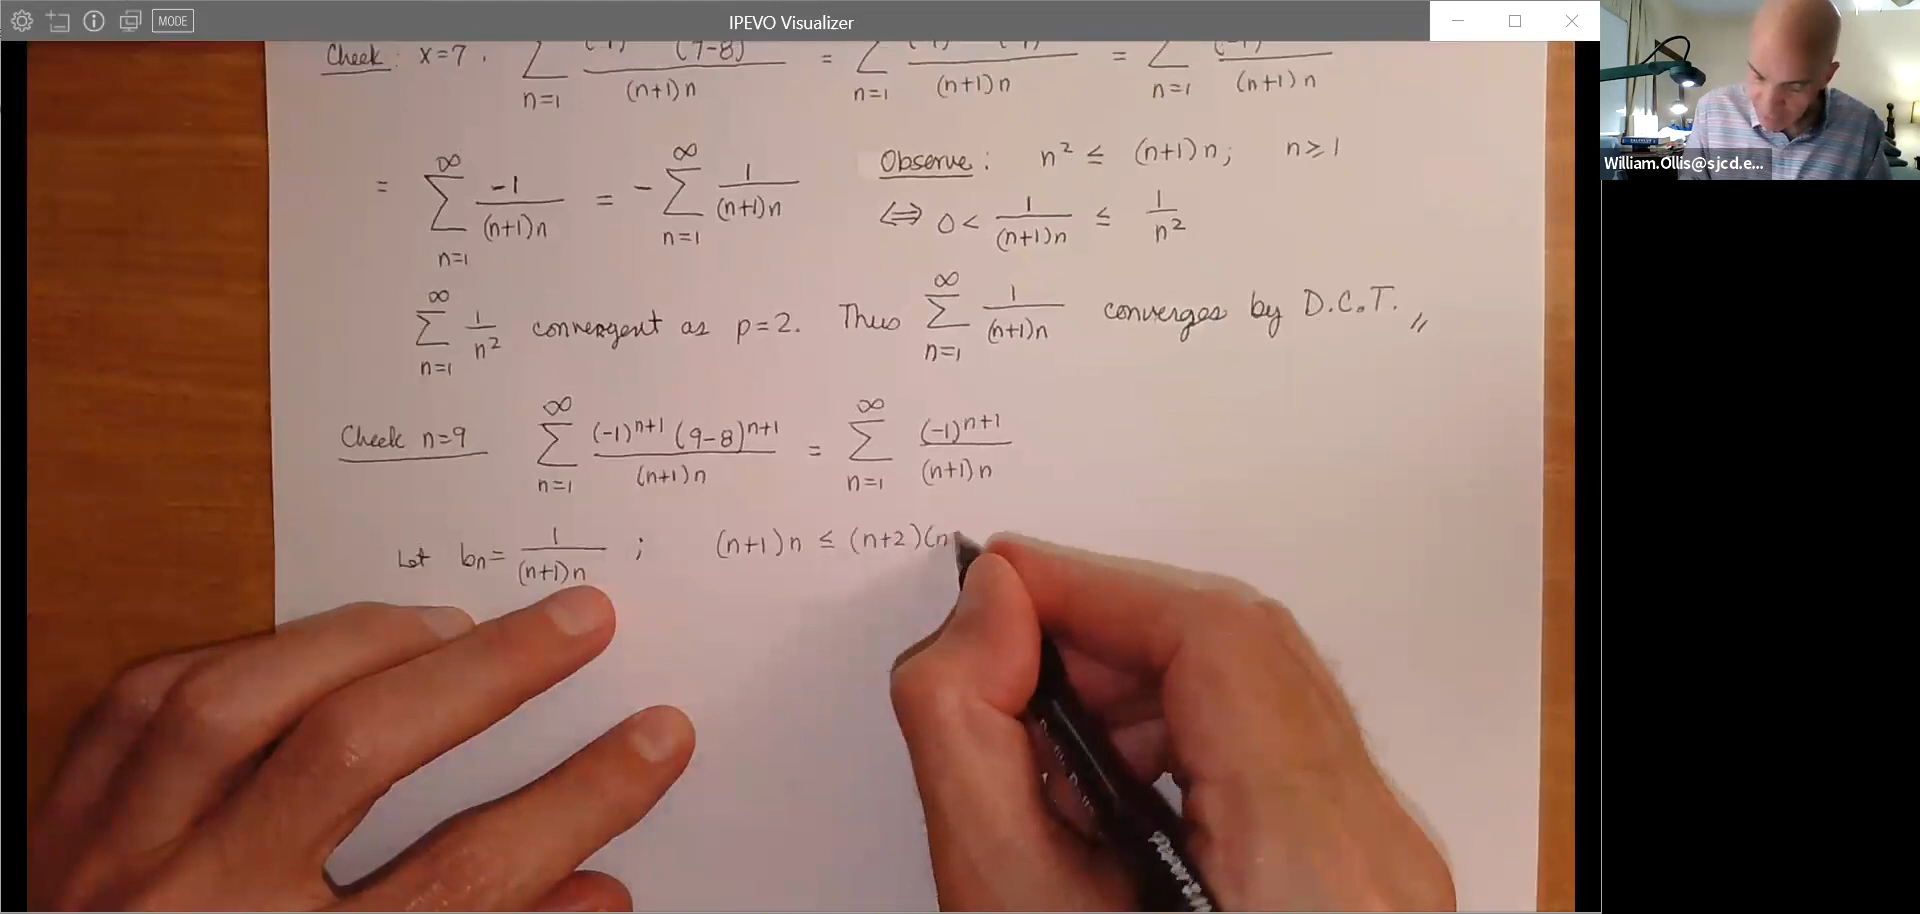 MODE
IPEVO Visualizer
William.Ollis@sjcd.e...
Check: x=7. ∑ n=1 (7-8) / (n+1)n = ∑ n=1 / (n+1)n = ∑ n=1 / (n+1)n
= ∑_{n=1}^{∞} -1/((n+1)n) = -∑_{n=1}^{∞} 1/((n+1)n) Observe: n² ≤ (n+1)n; n≥1
⟺ 0 < 1/((n+1)n) ≤ 1/n²
∑_{n=1}^{∞} 1/n² convergent as p=2. Thus ∑_{n=1}^{∞} 1/((n+1)n) converges by D.C.T. //
Check n=9 ∑_{n=1}^{∞} (-1)^{n+1} (9-8)^{n+1}/((n+1)n) = ∑_{n=1}^{∞} (-1)^{n+1}/((n+1)n)
Let bn = 1/((n+1)n) ; (n+1)n ≤ (n+2)(n